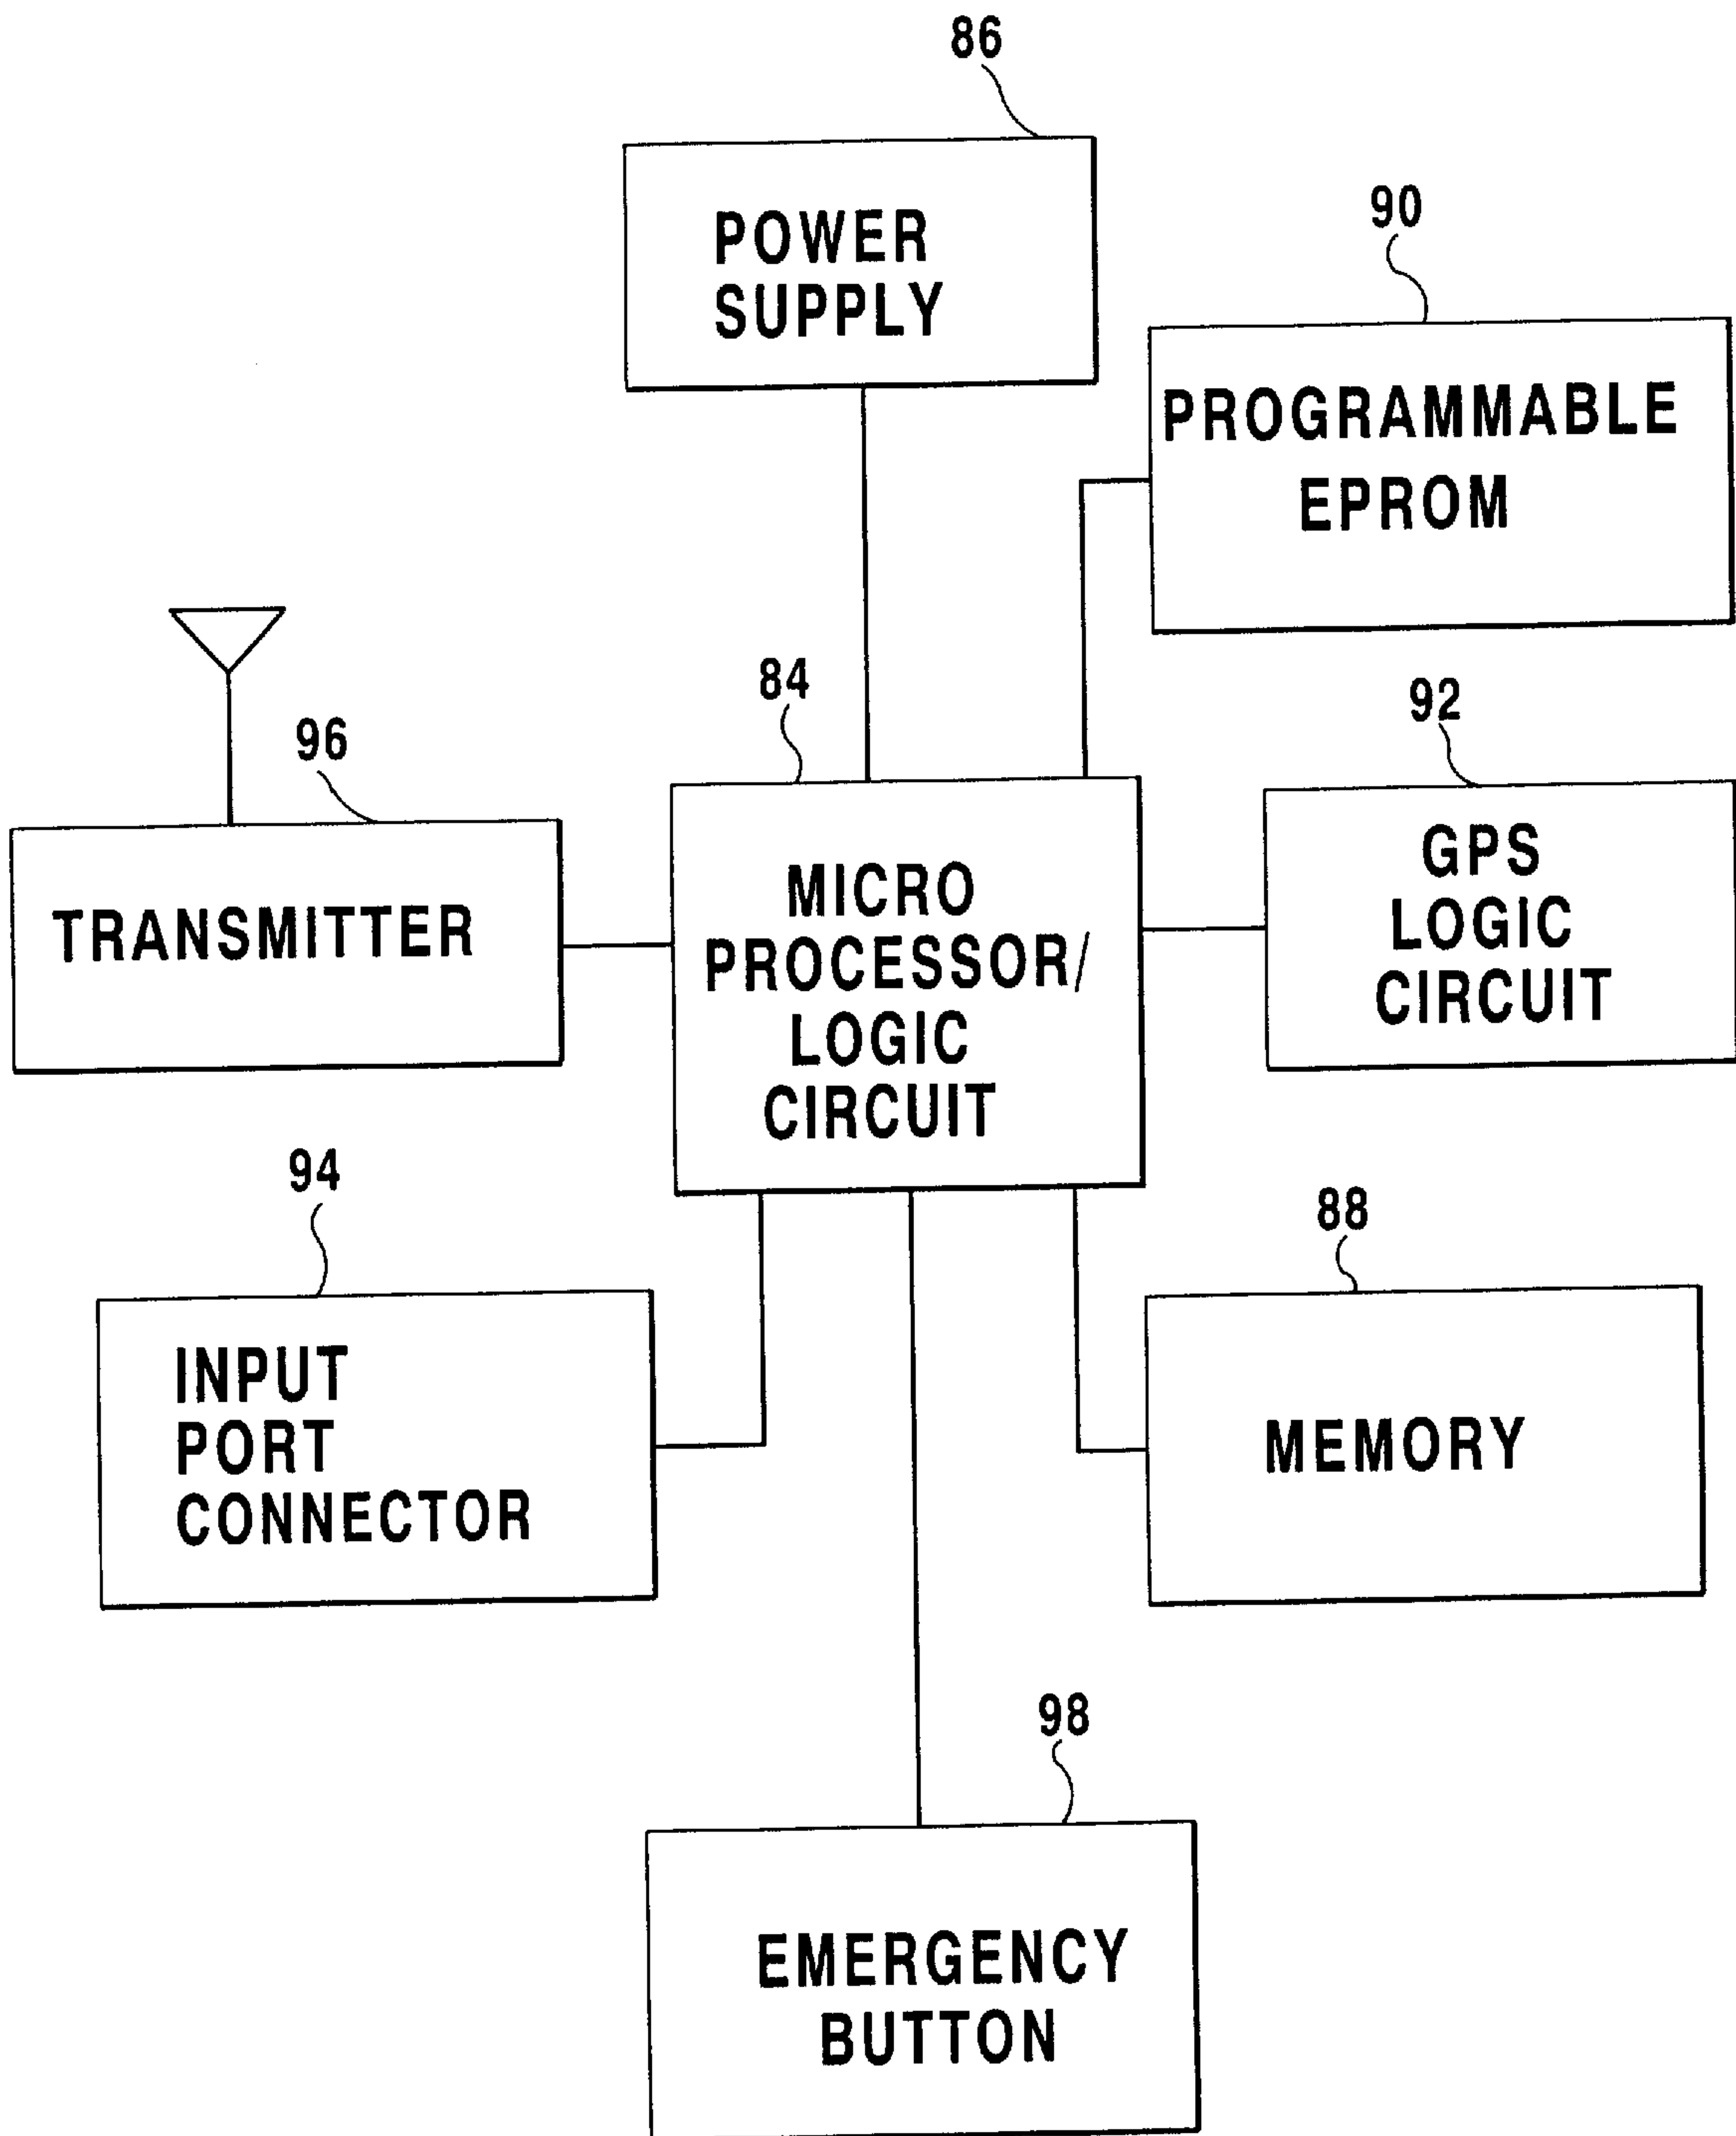 86
POWER
SUPPLY
90
PROGRAMMABLE
EPROM
96
TRANSMITTER
84
MICRO
PROCESSOR/
LOGIC
CIRCUIT
92
GPS
LOGIC
CIRCUIT
94
INPUT
PORT
CONNECTOR
88
MEMORY
98
EMERGENCY
BUTTON